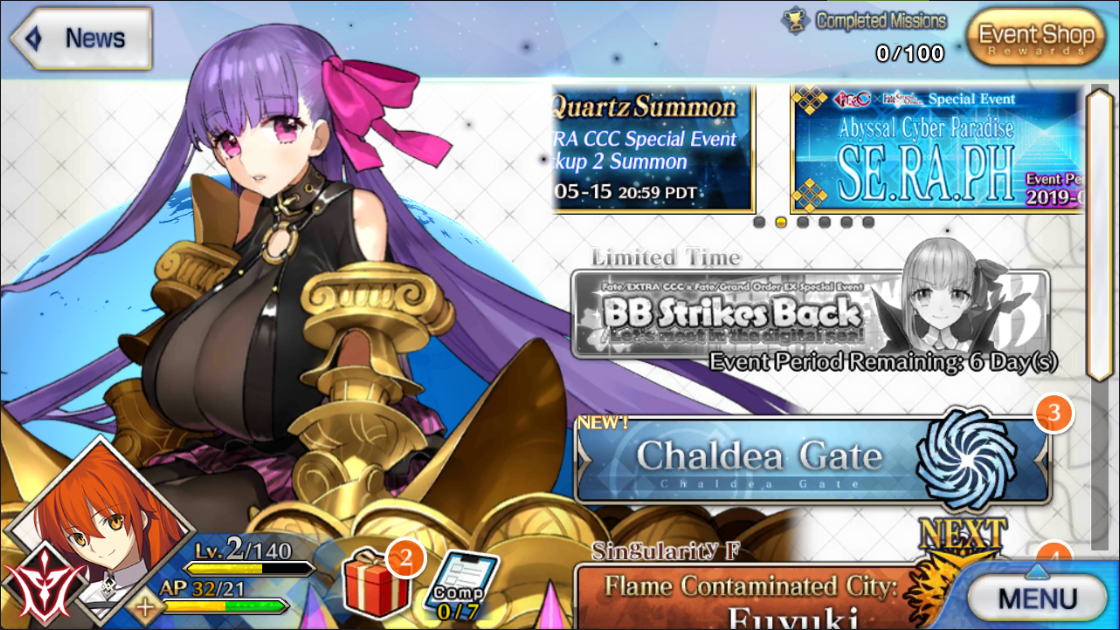 News
Completed Missions
0/100
Event Shop
Rewards
Quartz Summon
RA CCC Special Event
kup 2 Summon
05-15 20:59 PDT
Special Event
Abyssal Cyber Paradise
SE.RA.PH
Event Pe
2019-0
Limited Time
Fate/EXTRA CCC x Fate/Grand Order EX Special Event
BB Strikes Back
Let's meet in the digital sea!
Event Period Remaining: 6 Day(s)
NEW!
3
Chaldea Gate
Chaldea Gate
NEXT
Singularity F
4
Flame Contaminated City:
Fuyuki
Lv. 2/140
AP 32/21
2
Comp
0/7
MENU